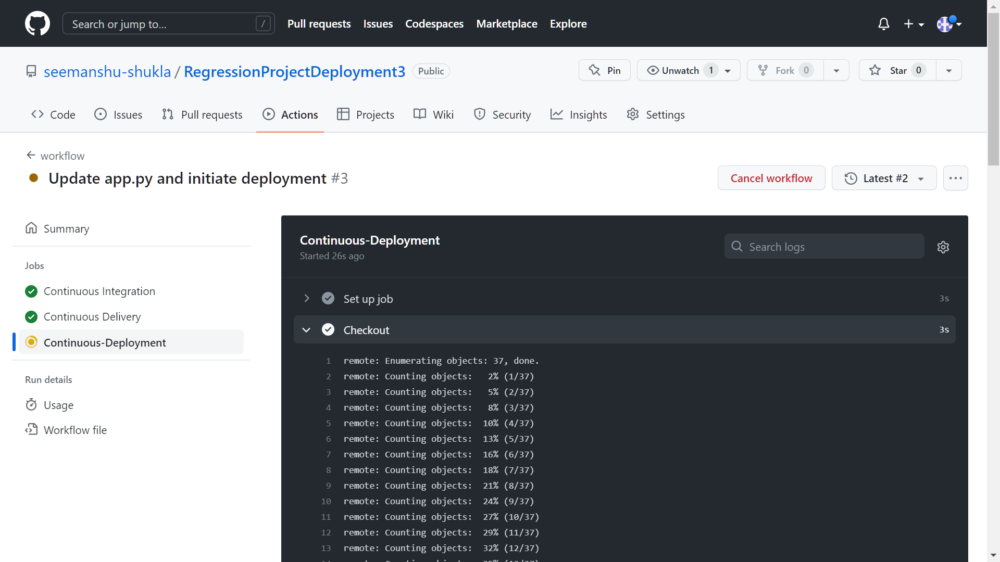 Search or jump to... /
Pull requests Issues Codespaces Marketplace Explore
seemanshu-shukla / RegressionProjectDeployment3 Public
Pin Unwatch 1 Fork 0 Star 0
Code Issues Pull requests Actions Projects Wiki Security Insights Settings
workflow
Update app.py and initiate deployment #3
Cancel workflow Latest #2
Summary
Jobs
Continuous Integration
Continuous Delivery
Continuous-Deployment
Run details
Usage
Workflow file
Continuous-Deployment
Started 26s ago
Search logs
Set up job 3s
Checkout 3s
1 remote: Enumerating objects: 37, done.
2 remote: Counting objects: 2% (1/37)
3 remote: Counting objects: 5% (2/37)
4 remote: Counting objects: 8% (3/37)
5 remote: Counting objects: 10% (4/37)
6 remote: Counting objects: 13% (5/37)
7 remote: Counting objects: 16% (6/37)
8 remote: Counting objects: 18% (7/37)
9 remote: Counting objects: 21% (8/37)
10 remote: Counting objects: 24% (9/37)
11 remote: Counting objects: 27% (10/37)
12 remote: Counting objects: 29% (11/37)
13 remote: Counting objects: 32% (12/37)